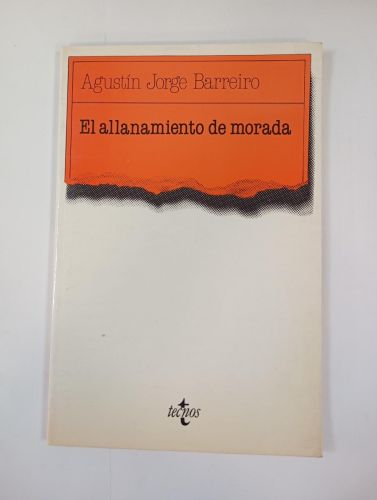 Agustín Jorge Barreiro
El allanamiento de morada
tecnos